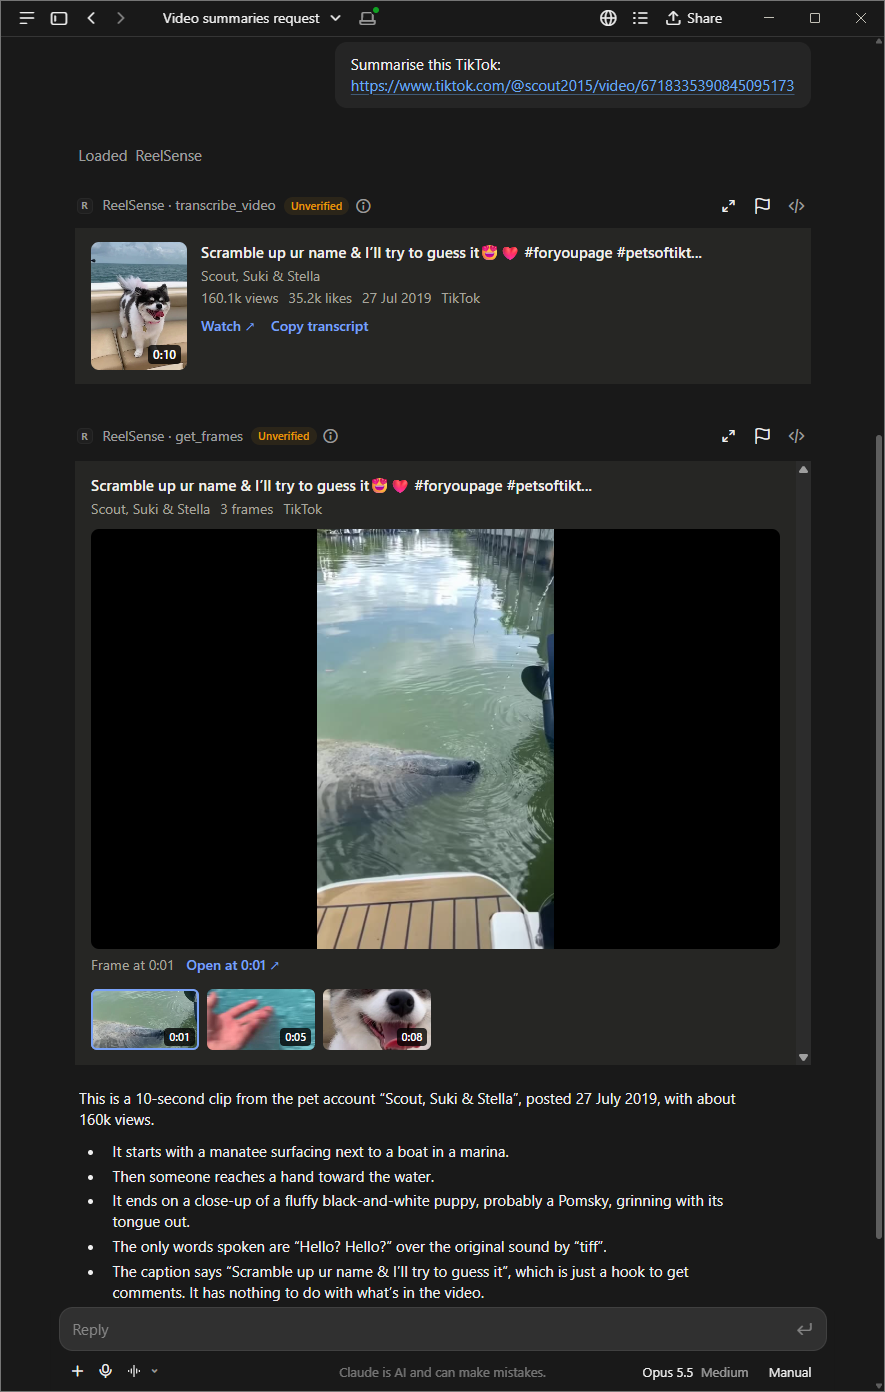 Video summaries request
Share
Summarise this TikTok:
https://www.tiktok.com/@scout2015/video/6718335390845095173
Loaded ReelSense
R ReelSense · transcribe_video Unverified
Scramble up ur name & I’ll try to guess it😍 ❤️ #foryoupage #petsoftikt...
Scout, Suki & Stella
160.1k views 35.2k likes 27 Jul 2019 TikTok
Watch ↗ Copy transcript
0:10
R ReelSense · get_frames Unverified
Scramble up ur name & I’ll try to guess it😍 ❤️ #foryoupage #petsoftikt...
Scout, Suki & Stella 3 frames TikTok
Frame at 0:01 Open at 0:01 ↗
0:01 0:05 0:08
This is a 10-second clip from the pet account “Scout, Suki & Stella”, posted 27 July 2019, with about
160k views.
• It starts with a manatee surfacing next to a boat in a marina.
• Then someone reaches a hand toward the water.
• It ends on a close-up of a fluffy black-and-white puppy, probably a Pomsky, grinning with its
tongue out.
• The only words spoken are “Hello? Hello?” over the original sound by “tiff”.
• The caption says “Scramble up ur name & I’ll try to guess it”, which is just a hook to get
comments. It has nothing to do with what’s in the video.
Reply
Claude is AI and can make mistakes.
Opus 5.5 Medium Manual